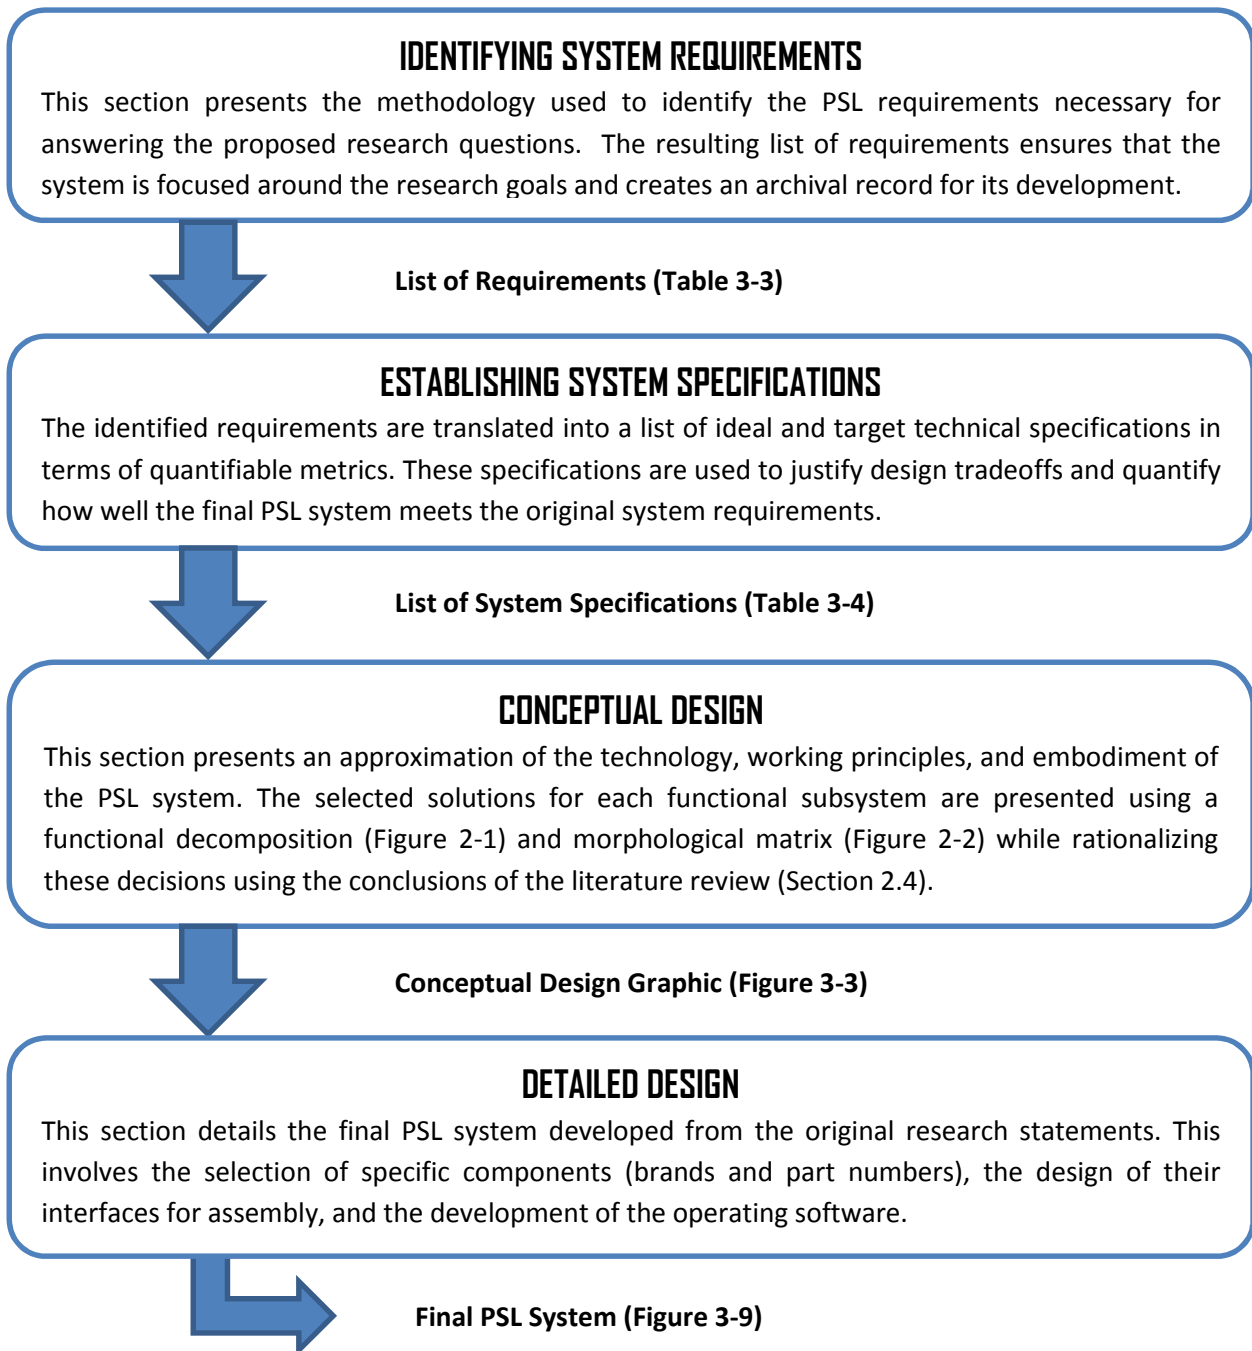 IDENTIFYING SYSTEM REQUIREMENTS
This section presents the methodology used to identify the PSL requirements necessary for
answering the proposed research questions. The resulting list of requirements ensures that the
system is focused around the research goals and creates an archival record for its development.
List of Requirements (Table 3-3)
ESTABLISHING SYSTEM SPECIFICATIONS
The identified requirements are translated into a list of ideal and target technical specifications in
terms of quantifiable metrics. These specifications are used to justify design tradeoffs and quantify
how well the final PSL system meets the original system requirements.
List of System Specifications (Table 3-4)
CONCEPTUAL DESIGN
This section presents an approximation of the technology, working principles, and embodiment of
the PSL system. The selected solutions for each functional subsystem are presented using a
functional decomposition (Figure 2-1) and morphological matrix (Figure 2-2) while rationalizing
these decisions using the conclusions of the literature review (Section 2.4).
Conceptual Design Graphic (Figure 3-3)
DETAILED DESIGN
This section details the final PSL system developed from the original research statements. This
involves the selection of specific components (brands and part numbers), the design of their
interfaces for assembly, and the development of the operating software.
Final PSL System (Figure 3-9)